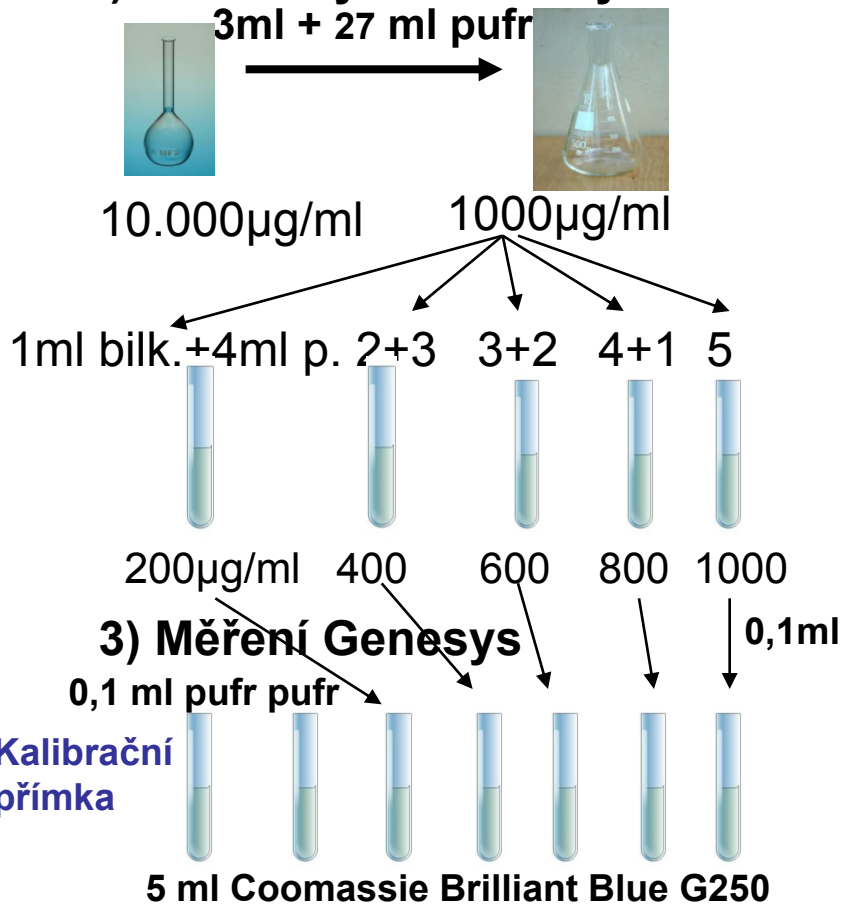 3ml + 27 ml pufr
10.000µg/ml 1000µg/ml
1ml bilk.+4ml p. 2+3 3+2 4+1 5
200µg/ml 400 600 800 1000
3) Měření Genesys 0,1ml
0,1 ml pufr pufr
Kalibrační
přímka
5 ml Coomassie Brilliant Blue G250